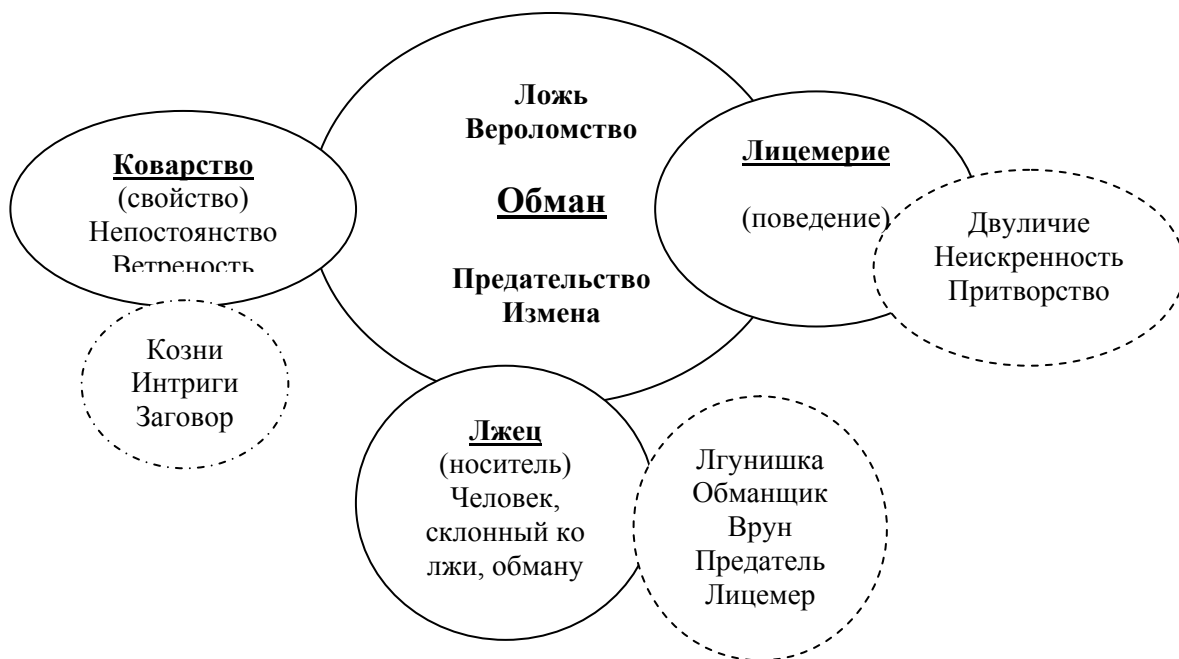 Ложь
Вероломство
Обман
Предательство
Измена
Коварство
(свойство)
Непостоянство
Ветреность
Козни
Интриги
Заговор
Лицемерие
(поведение)
Двуличие
Неискренность
Притворство
Лжец
(носитель)
Человек,
склонный ко
лжи, обману
Лгунишка
Обманщик
Врун
Предатель
Лицемер